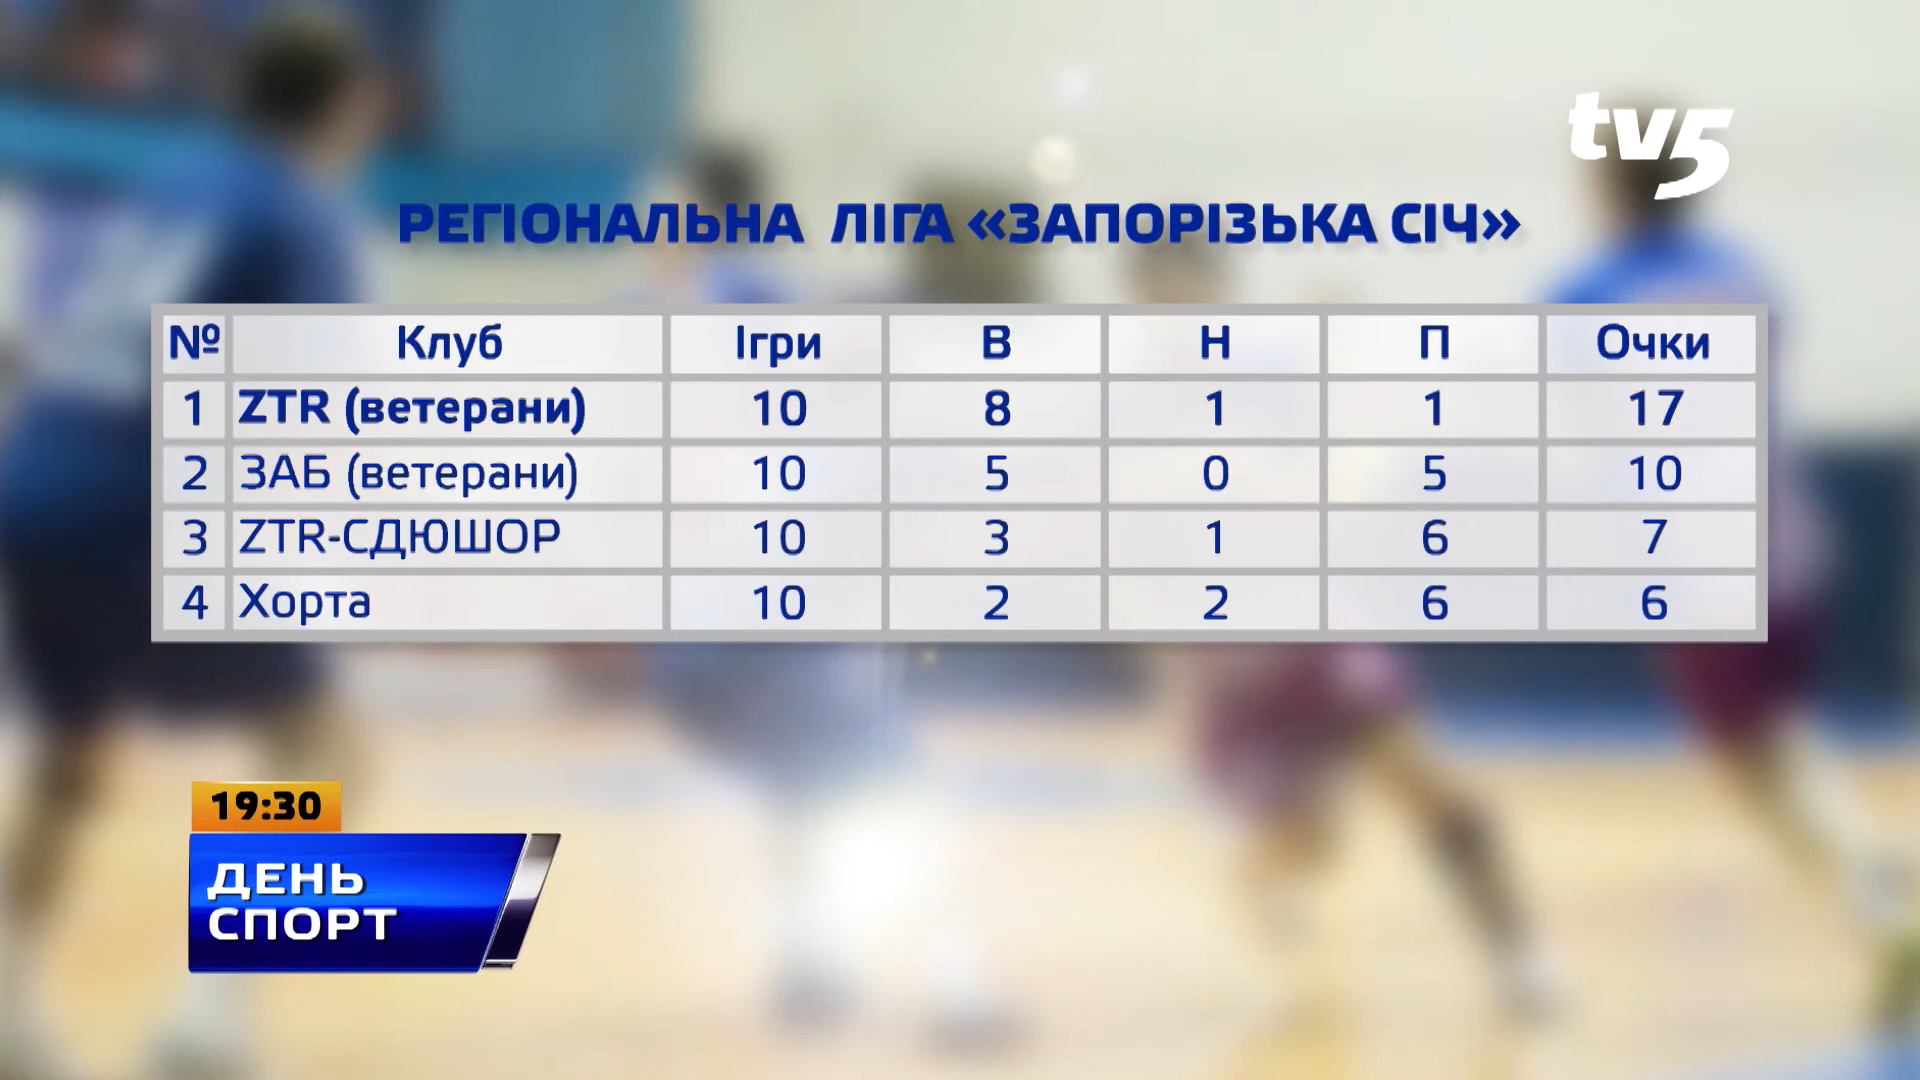 tv5
РЕГІОНАЛЬНА ЛІГА «ЗАПОРІЗЬКА СІЧ»
№ Клуб Ігри В Н П Очки
1 ZTR (ветерани) 10 8 1 1 17
2 ЗАБ (ветерани) 10 5 0 5 10
3 ZTR-СДЮШОР 10 3 1 6 7
4 Хорта 10 2 2 6 6
19:30
ДЕНЬ
СПОРТ